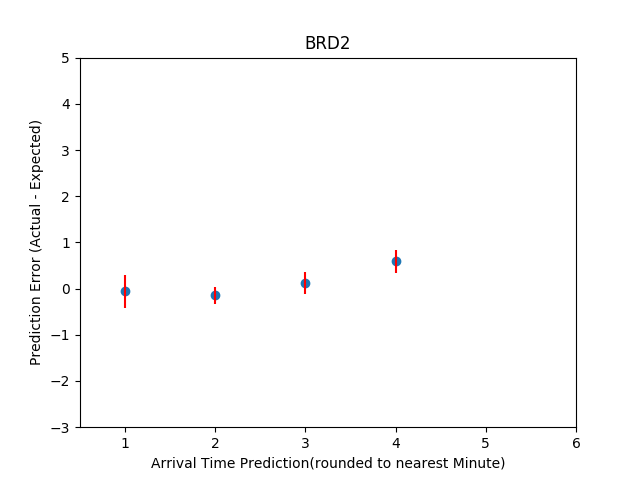 BRD2
5
4
3
2
1
0
−1
−2
−3
Prediction Error (Actual - Expected)
1 2 3 4 5 6
Arrival Time Prediction(rounded to nearest Minute)